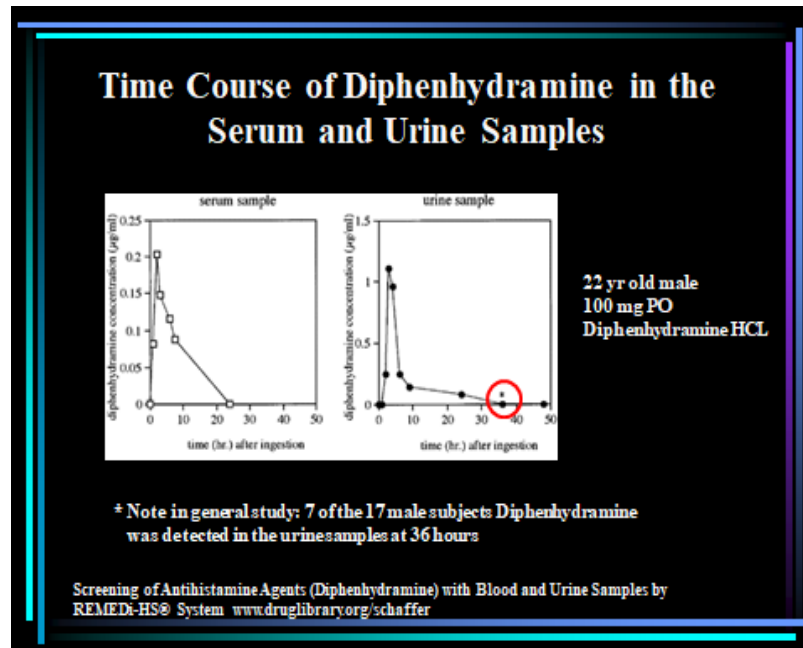 Time Course of Diphenhydramine in the
Serum and Urine Samples
serum sample
diphenhydramine concentration (µg/ml)
0.25
0.2
0.15
0.1
0.05
0
0 10 20 30 40 50
time (hr.) after ingestion
urine sample
diphenhydramine concentration (µg/ml)
1.5
1
0.5
0
*
0 10 20 30 40 50
time (hr.) after ingestion
22 yr old male
100 mg PO
Diphenhydramine HCL
* Note in general study: 7 of the 17 male subjects Diphenhydramine
was detected in the urine samples at 36 hours
Screening of Antihistamine Agents (Diphenhydramine) with Blood and Urine Samples by
REMEDi-HS® System www.druglibrary.org/schaffer